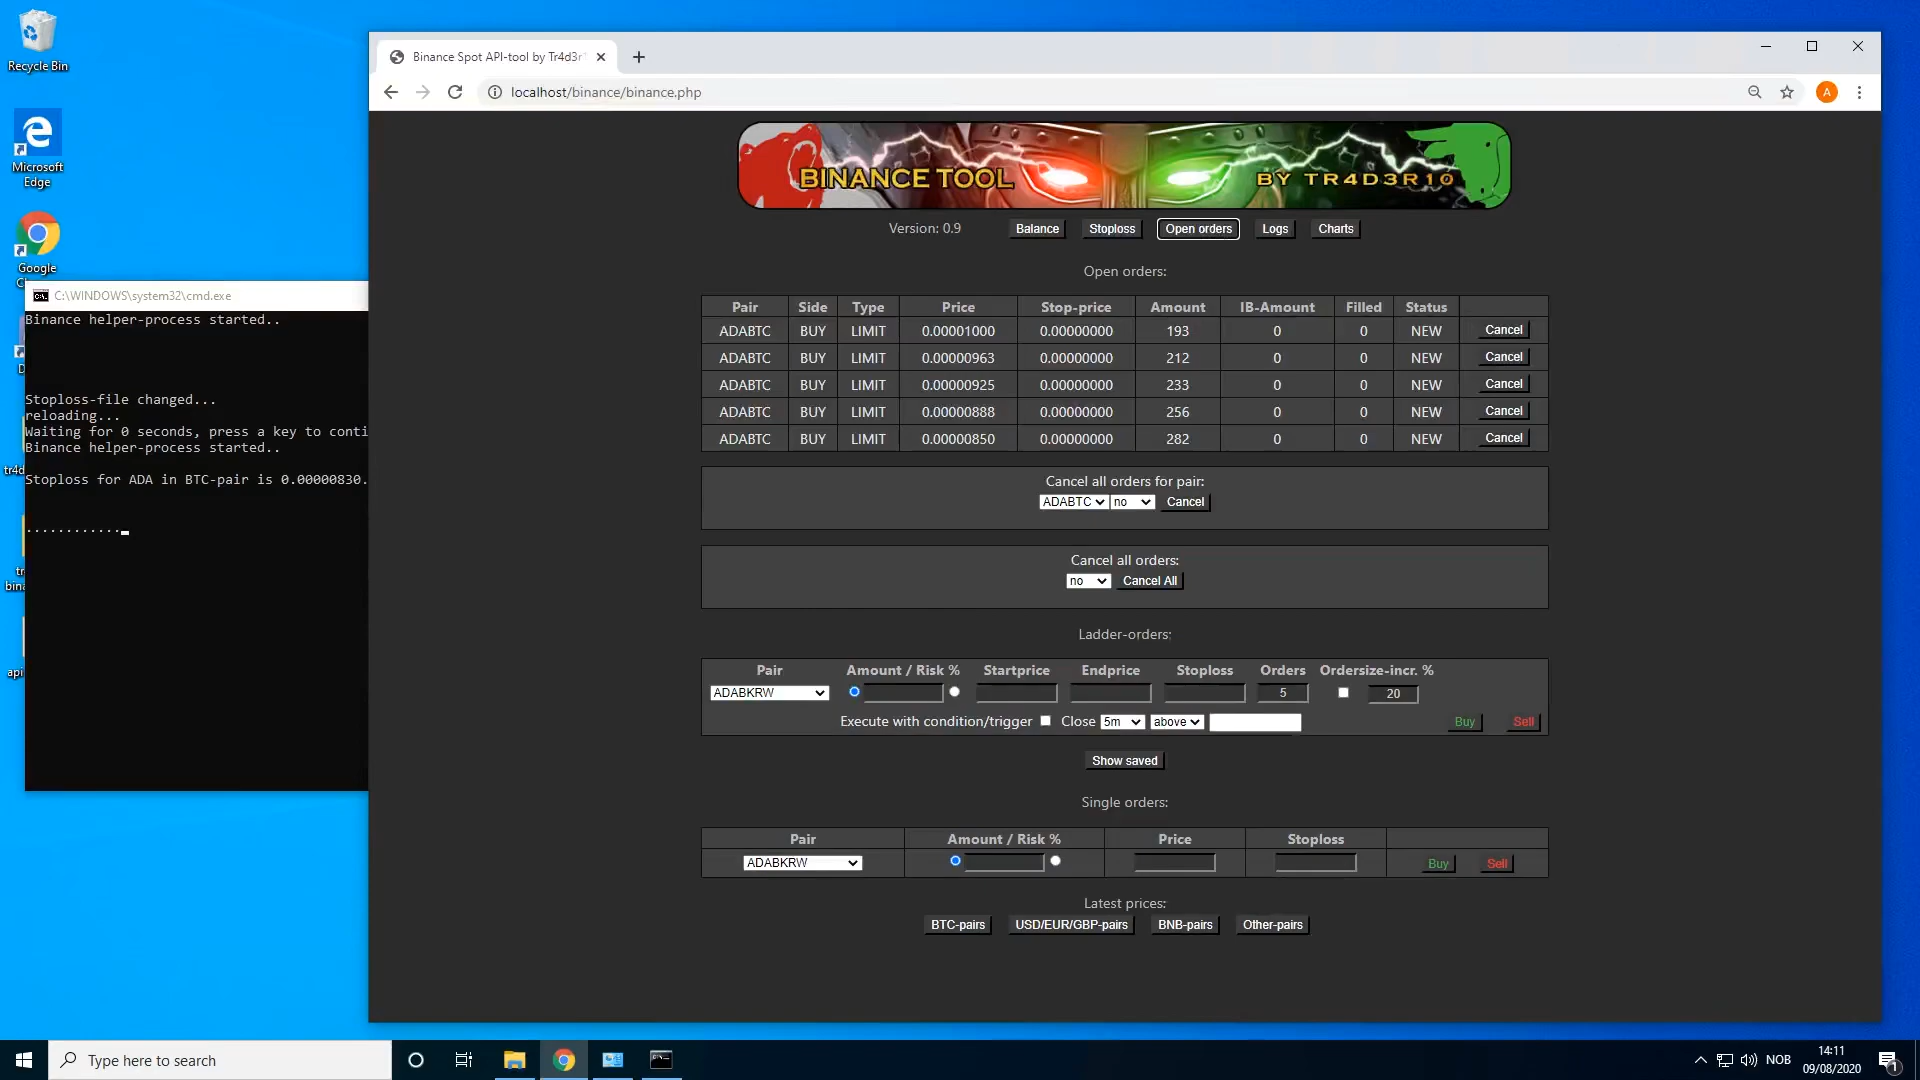 Recycle Bin
Microsoft
Edge
Google
C:\WINDOWS\system32\cmd.exe
Binance helper-process started..
Stoploss-file changed...
reloading...
Waiting for 0 seconds, press a key to conti
Binance helper-process started..
Stoploss for ADA in BTC-pair is 0.00000830.
............
Binance Spot API-tool by Tr4d3r
localhost/binance/binance.php
A
BINANCE TOOL BY TR4D3R10
Version: 0.9 Balance Stoploss Open orders Logs Charts
Open orders:
Pair Side Type Price Stop-price Amount IB-Amount Filled Status
ADABTC BUY LIMIT 0.00001000 0.00000000 193 0 0 NEW Cancel
ADABTC BUY LIMIT 0.00000963 0.00000000 212 0 0 NEW Cancel
ADABTC BUY LIMIT 0.00000925 0.00000000 233 0 0 NEW Cancel
ADABTC BUY LIMIT 0.00000888 0.00000000 256 0 0 NEW Cancel
ADABTC BUY LIMIT 0.00000850 0.00000000 282 0 0 NEW Cancel
Cancel all orders for pair:
ADABTC no Cancel
Cancel all orders:
no Cancel All
Ladder-orders:
Pair Amount / Risk % Startprice Endprice Stoploss Orders Ordersize-incr. %
ADABKRW 5 20
Execute with condition/trigger Close 5m above Buy Sell
Show saved
Single orders:
Pair Amount / Risk % Price Stoploss
ADABKRW Buy Sell
Latest prices:
BTC-pairs USD/EUR/GBP-pairs BNB-pairs Other-pairs
Type here to search
NOB
14:11
09/08/2020
1